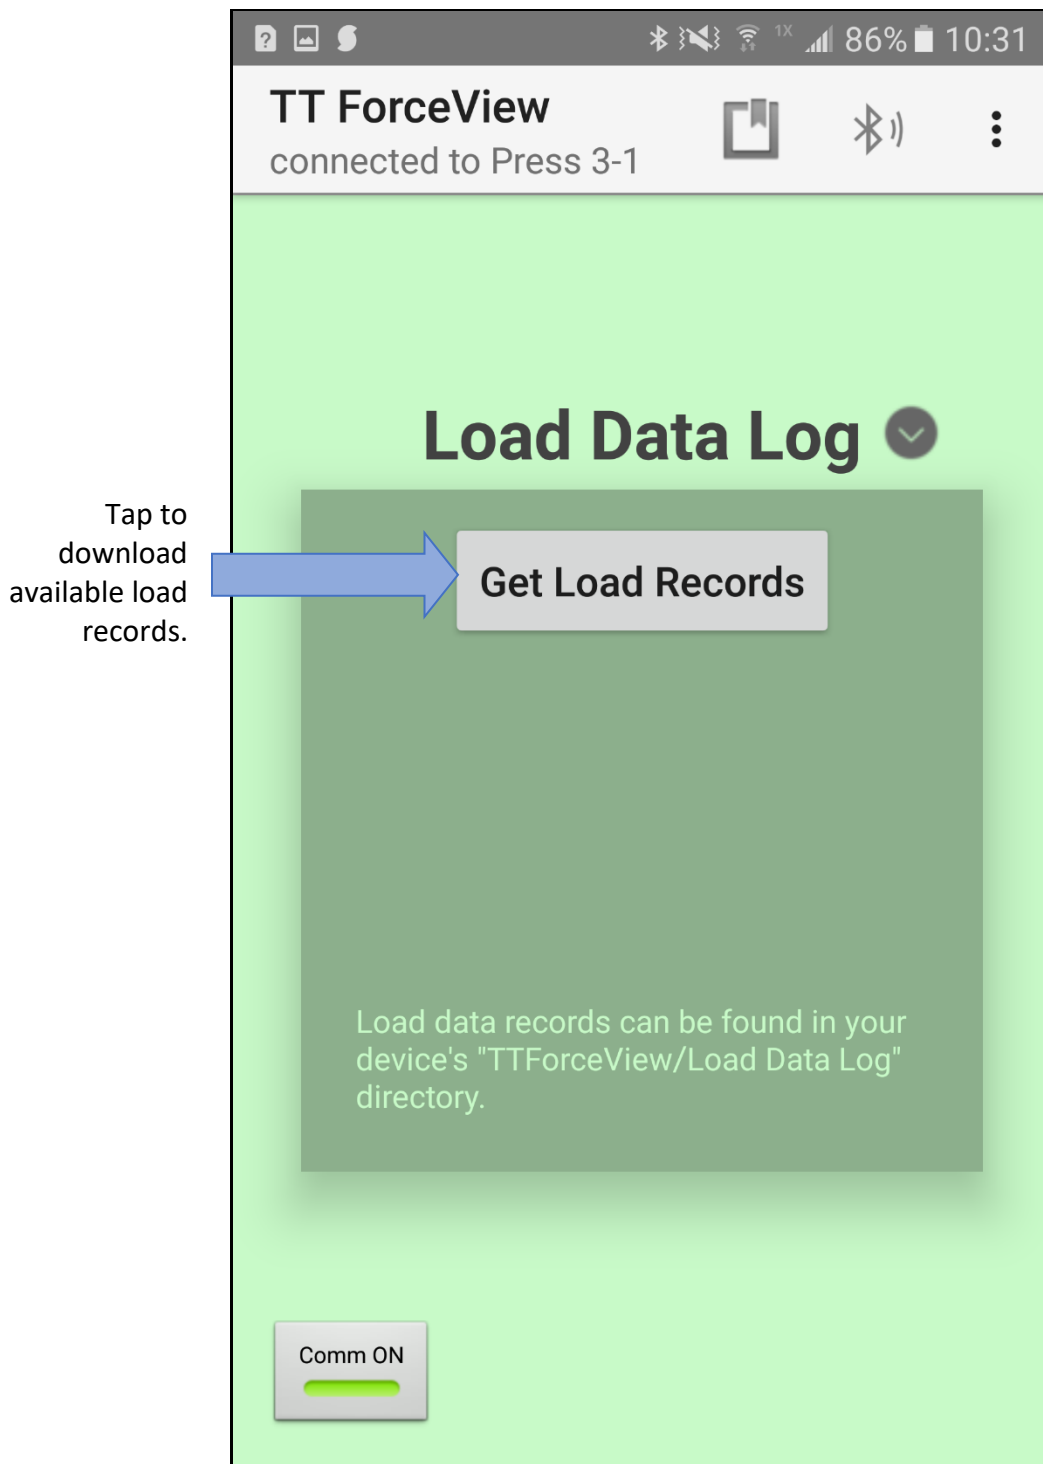 1X 86% 10:31
TT ForceView
connected to Press 3-1
Load Data Log
Tap to
download
available load
records.
Get Load Records
Load data records can be found in your
device's "TTForceView/Load Data Log"
directory.
Comm ON